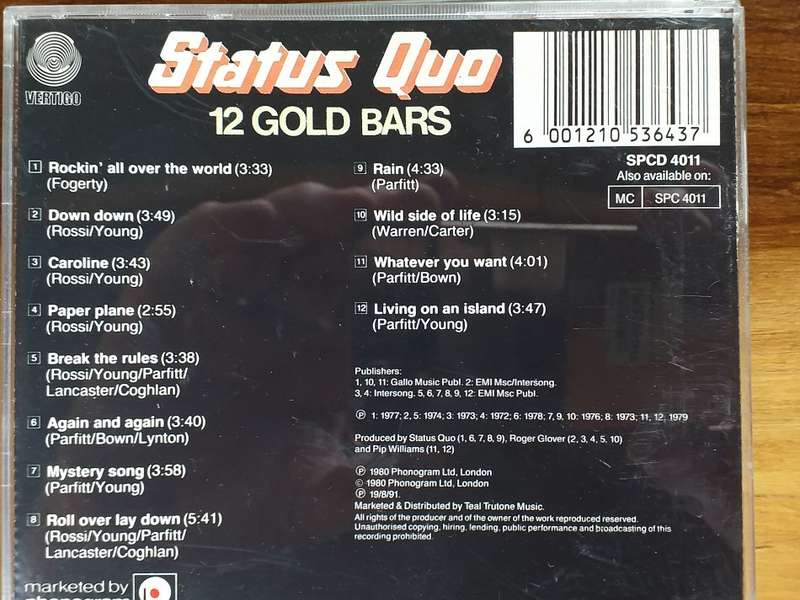 VERTIGO
Status Quo
12 GOLD BARS
6 001210 536437
SPCD 4011
Also available on:
MC SPC 4011
1 Rockin' all over the world (3:33)
(Fogerty)
2 Down down (3:49)
(Rossi/Young)
3 Caroline (3:43)
(Rossi/Young)
4 Paper plane (2:55)
(Rossi/Young)
5 Break the rules (3:38)
(Rossi/Young/Parfitt/
Lancaster/Coghlan)
6 Again and again (3:40)
(Parfitt/Bown/Lynton)
7 Mystery song (3:58)
(Parfitt/Young)
8 Roll over lay down (5:41)
(Rossi/Young/Parfitt/
Lancaster/Coghlan)
9 Rain (4:33)
(Parfitt)
10 Wild side of life (3:15)
(Warren/Carter)
11 Whatever you want (4:01)
(Parfitt/Bown)
12 Living on an island (3:47)
(Parfitt/Young)
Publishers:
1, 10, 11: Gallo Music Publ. 2: EMI Msc/Intersong.
3, 4: Intersong. 5, 6, 7, 8, 9, 12: EMI Msc Publ.
℗ 1: 1977; 2, 5: 1974; 3: 1973; 4: 1972; 6: 1978; 7, 9, 10: 1976; 8: 1973; 11, 12, 1979
Produced by Status Quo (1, 6, 7, 8, 9), Roger Glover (2, 3, 4, 5. 10)
and Pip Williams (11, 12)
℗ 1980 Phonogram Ltd, London
© 1980 Phonogram Ltd, London
℗ 19/8/91.
Marketed & Distributed by Teal Trutone Music.
All rights of the producer and of the owner of the work reproduced reserved.
Unauthorised copying, hiring, lending, public performance and broadcasting of this
recording prohibited.
marketed by
phonogram